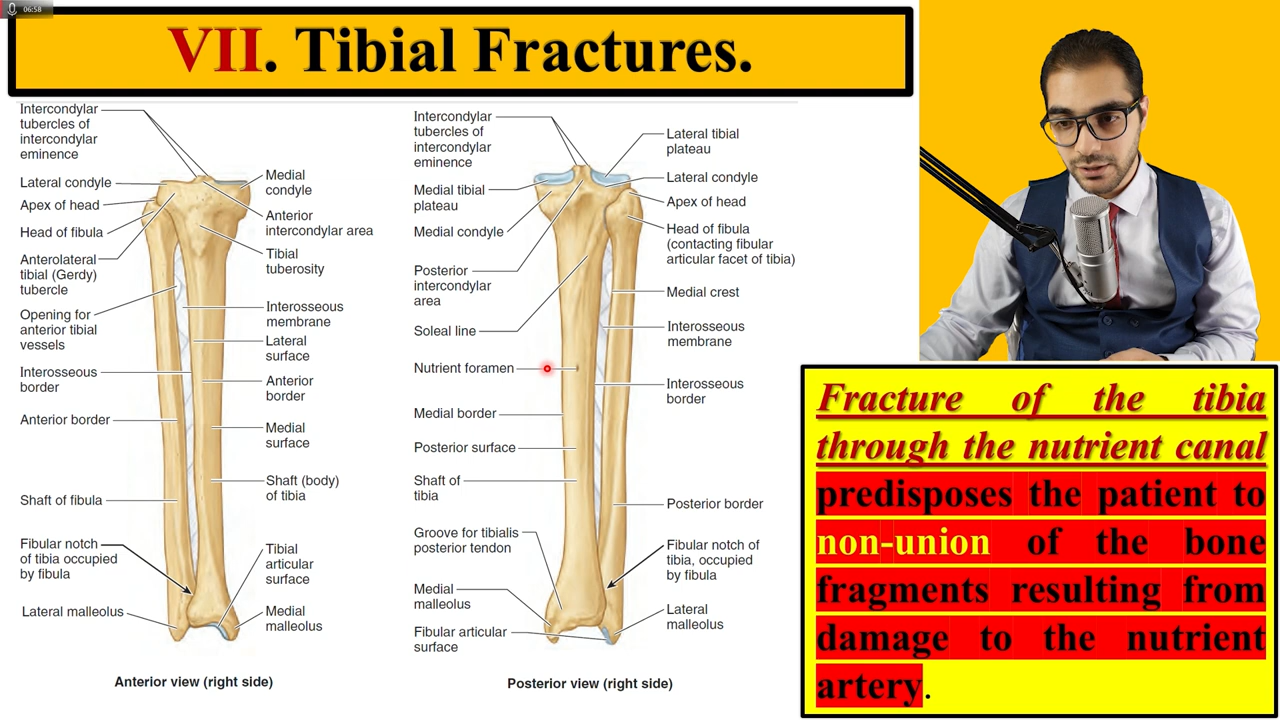 06:58
VII. Tibial Fractures.
Intercondylar
tubercles of
intercondylar
eminence
Lateral condyle
Apex of head
Head of fibula
Anterolateral
tibial (Gerdy)
tubercle
Opening for
anterior tibial
vessels
Interosseous
border
Anterior border
Shaft of fibula
Fibular notch
of tibia occupied
by fibula
Lateral malleolus
Medial
condyle
Anterior
intercondylar area
Tibial
tuberosity
Interosseous
membrane
Lateral
surface
Anterior
border
Medial
surface
Shaft (body)
of tibia
Tibial
articular
surface
Medial
malleolus
Anterior view (right side)
Intercondylar
tubercles of
intercondylar
eminence
Medial tibial
plateau
Medial condyle
Posterior
intercondylar
area
Soleal line
Nutrient foramen
Medial border
Posterior surface
Shaft of
tibia
Groove for tibialis
posterior tendon
Medial
malleolus
Fibular articular
surface
Lateral tibial
plateau
Lateral condyle
Apex of head
Head of fibula
(contacting fibular
articular facet of tibia)
Medial crest
Interosseous
membrane
Interosseous
border
Posterior border
Fibular notch of
tibia, occupied
by fibula
Lateral
malleolus
Posterior view (right side)
Fracture of the tibia
through the nutrient canal
predisposes the patient to
non-union of the bone
fragments resulting from
damage to the nutrient
artery.